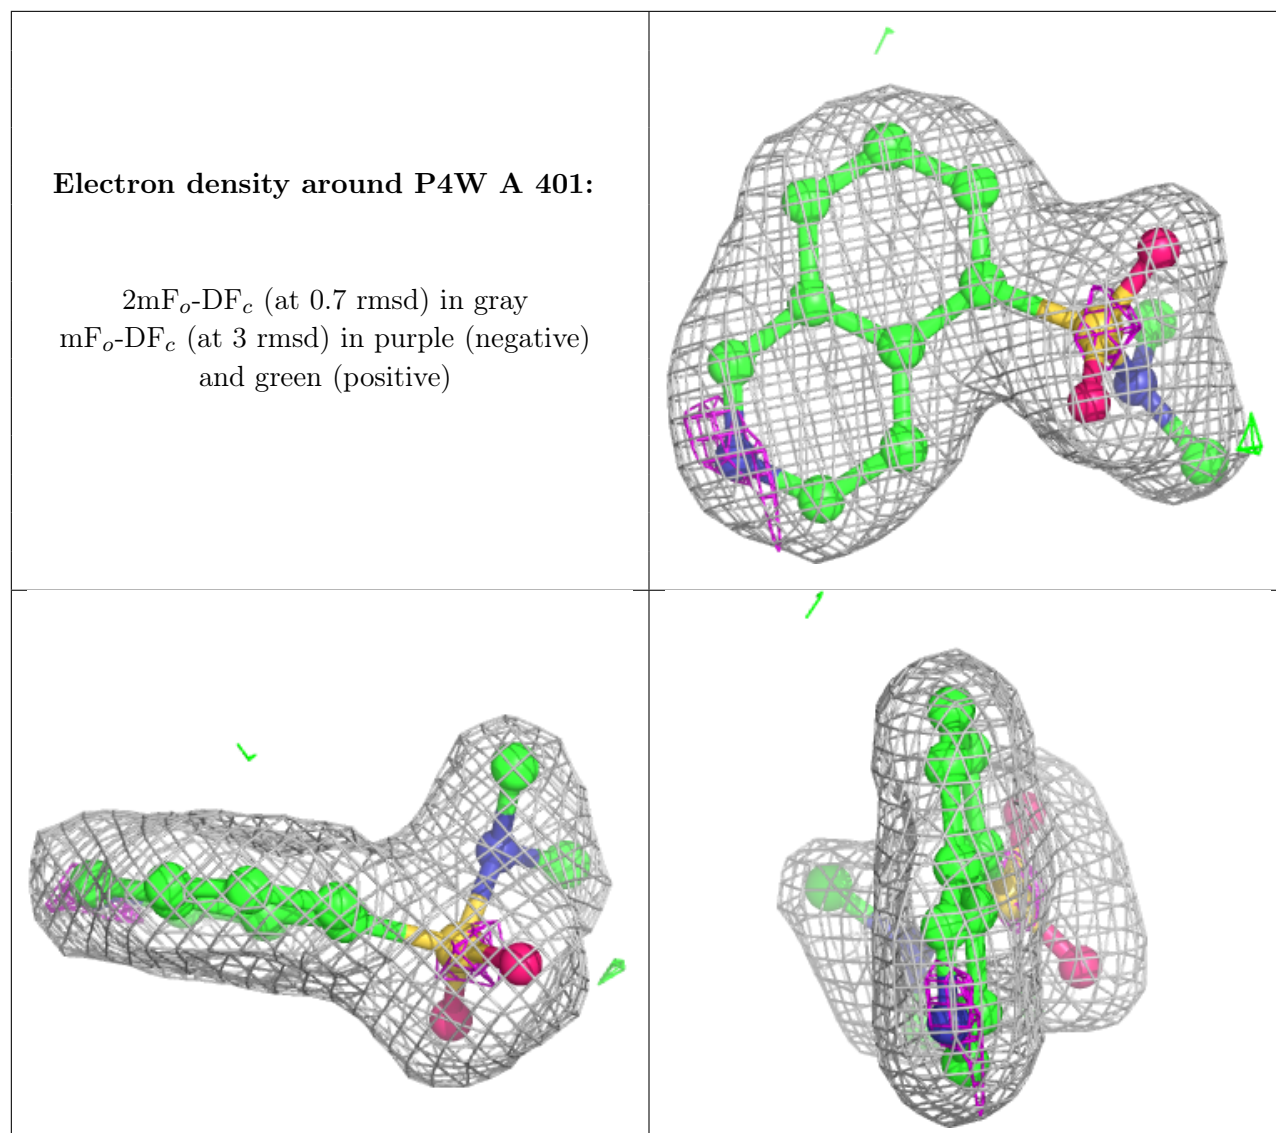 Electron density around P4W A 401:
2mFo-DFc (at 0.7 rmsd) in gray
mFo-DFc (at 3 rmsd) in purple (negative)
and green (positive)